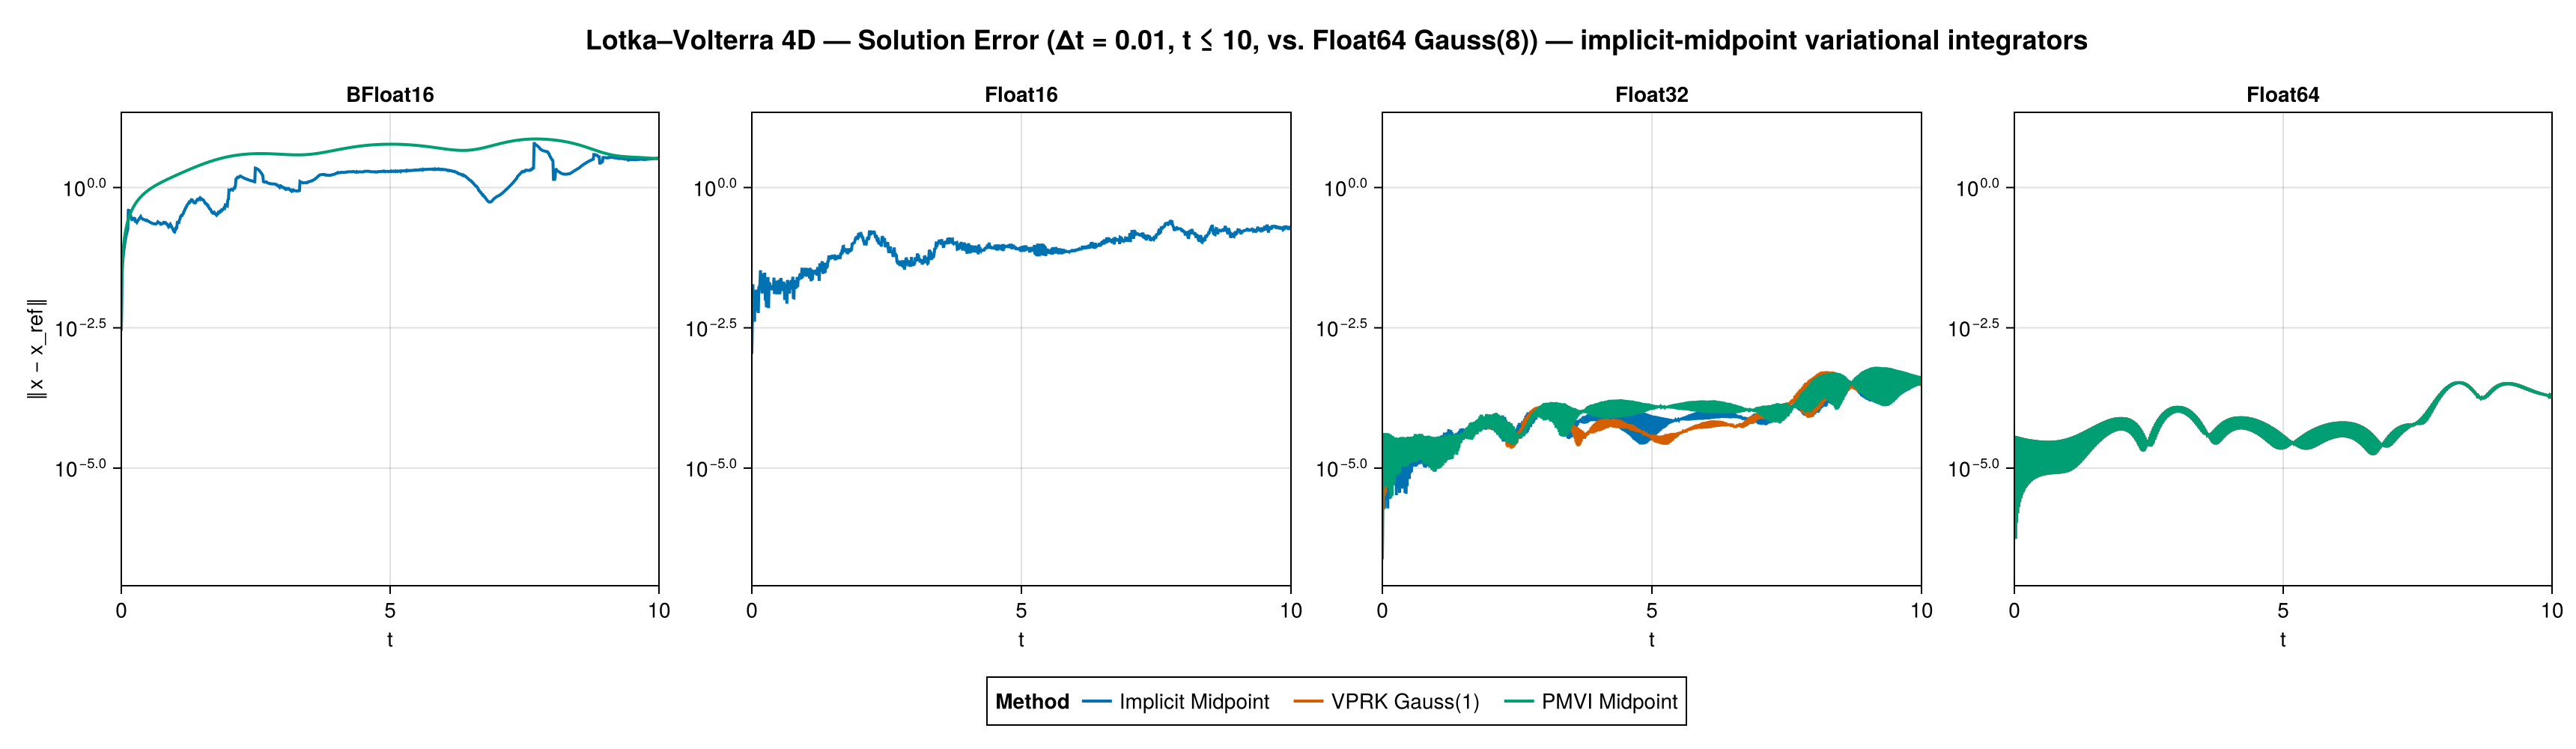 Lotka–Volterra 4D — Solution Error (Δt = 0.01, t ≤ 10, vs. Float64 Gauss(8)) — implicit-midpoint variational integrators
BFloat16
Float16
Float32
Float64
‖x − x_ref‖
10^0.0
10^−2.5
10^−5.0
0 5 10
t
10^0.0
10^−2.5
10^−5.0
0 5 10
t
10^0.0
10^−2.5
10^−5.0
0 5 10
t
10^0.0
10^−2.5
10^−5.0
0 5 10
t
Method Implicit Midpoint VPRK Gauss(1) PMVI Midpoint